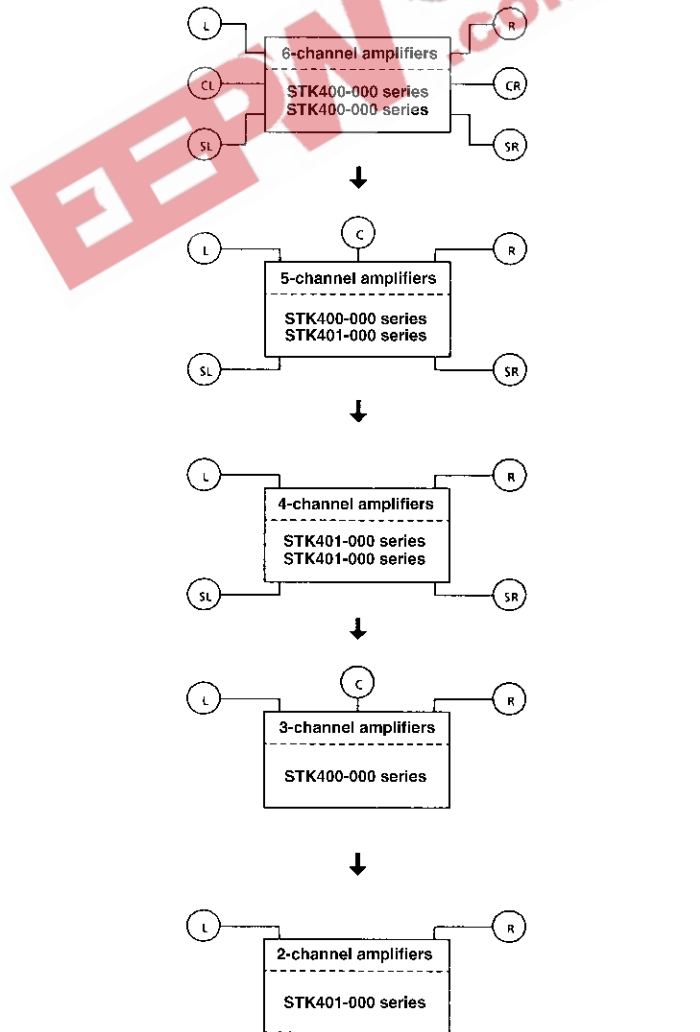 L
R
6-channel amplifiers
CL
CR
STK400-000 series
STK400-000 series
SL
SR
EEPW.com
C
L
R
5-channel amplifiers
STK400-000 series
STK401-000 series
SL
SR
L
R
4-channel amplifiers
STK401-000 series
STK401-000 series
SL
SR
C
L
R
3-channel amplifiers
STK400-000 series
L
R
2-channel amplifiers
STK401-000 series